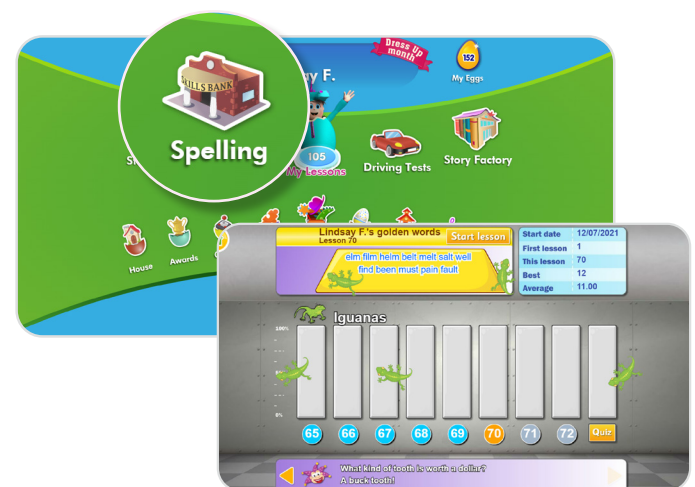 Dress Up
month
152
My Eggs
ay F.
SKILLS BANK
Spelling
105
My Lessons
Driving Tests
Story Factory
House
Awards
Lindsay F.'s golden words
Lesson 70
Start lesson
elm film helm belt melt salt well
find been must pain fault
Start date 12/07/2021
First lesson 1
This lesson 70
Best 12
Average 11.00
Iguanas
100%
0%
65 66 67 68 69 70 71 72 Quiz
What kind of tooth is worth a dollar?
A buck tooth!